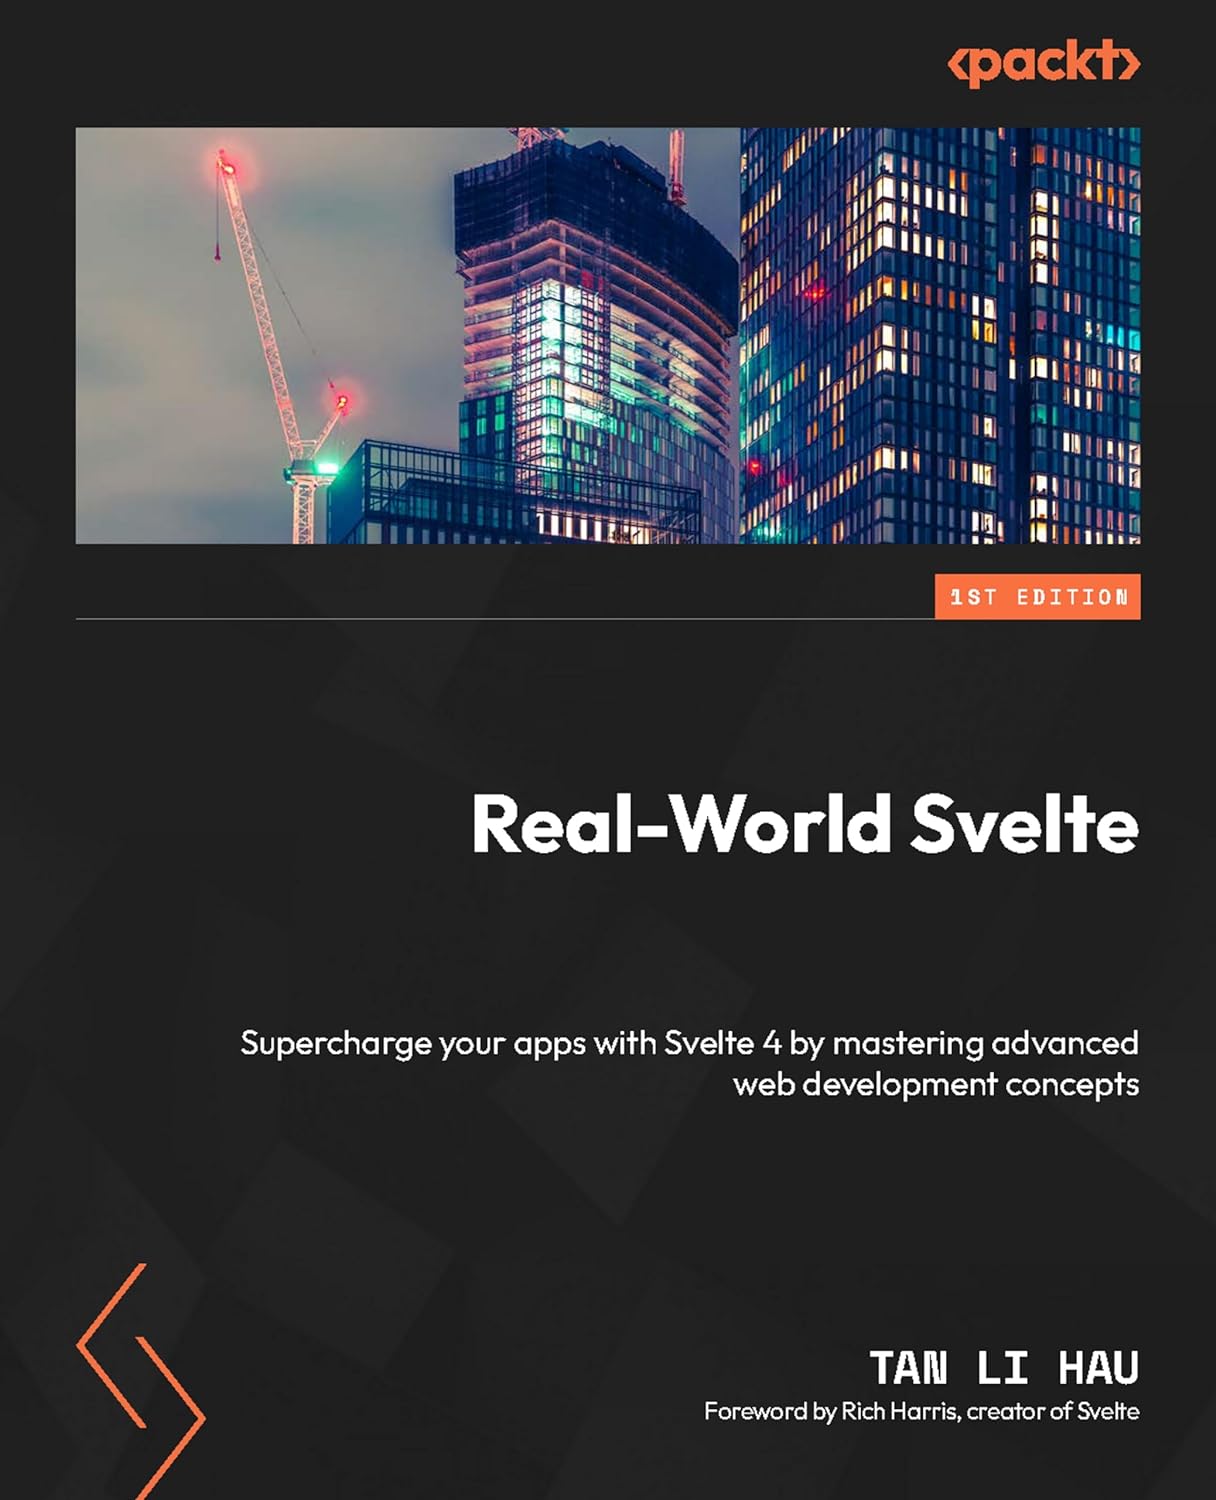 <packt>
1ST EDITION
Real-World Svelte
Supercharge your apps with Svelte 4 by mastering advanced
web development concepts
TAN LI HAU
Foreword by Rich Harris, creator of Svelte